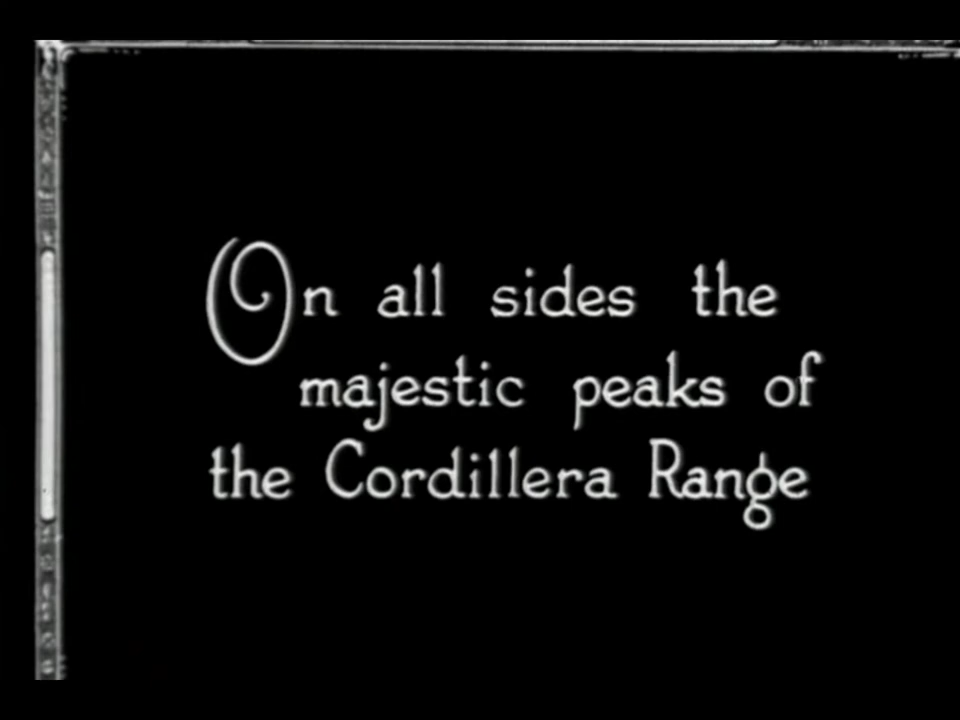 On all sides the
majestic peaks of
the Cordillera Range